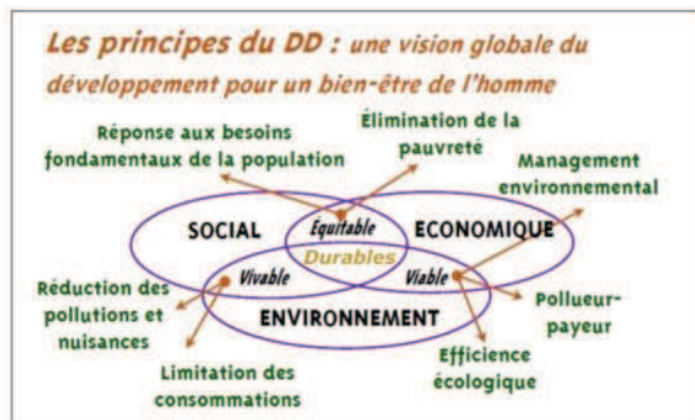 Les principes du DD : une vision globale du
développement pour un bien-être de l'homme
Réponse aux besoins
fondamentaux de la population
Élimination de la
pauvreté
Management
environnemental
SOCIAL
Équitable
ECONOMIQUE
Durables
Vivable
Viable
ENVIRONNEMENT
Réduction des
pollutions et
nuisances
Limitation des
consommations
Pollueur-
payeur
Efficience
écologique